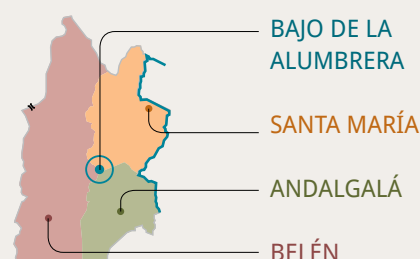 BAJO DE LA
ALUMBRERA
SANTA MARÍA
ANDALGALÁ
BELÉN